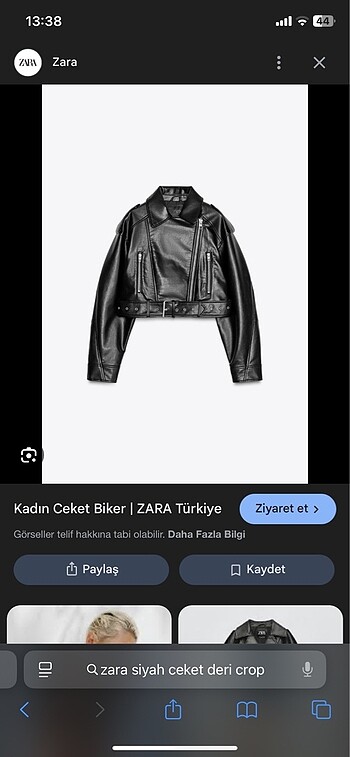 13:38
44
ZARA
Zara
Kadın Ceket Biker | ZARA Türkiye
Ziyaret et
Görseller telif hakkına tabi olabilir. Daha Fazla Bilgi
Paylaş
Kaydet
zara siyah ceket deri crop